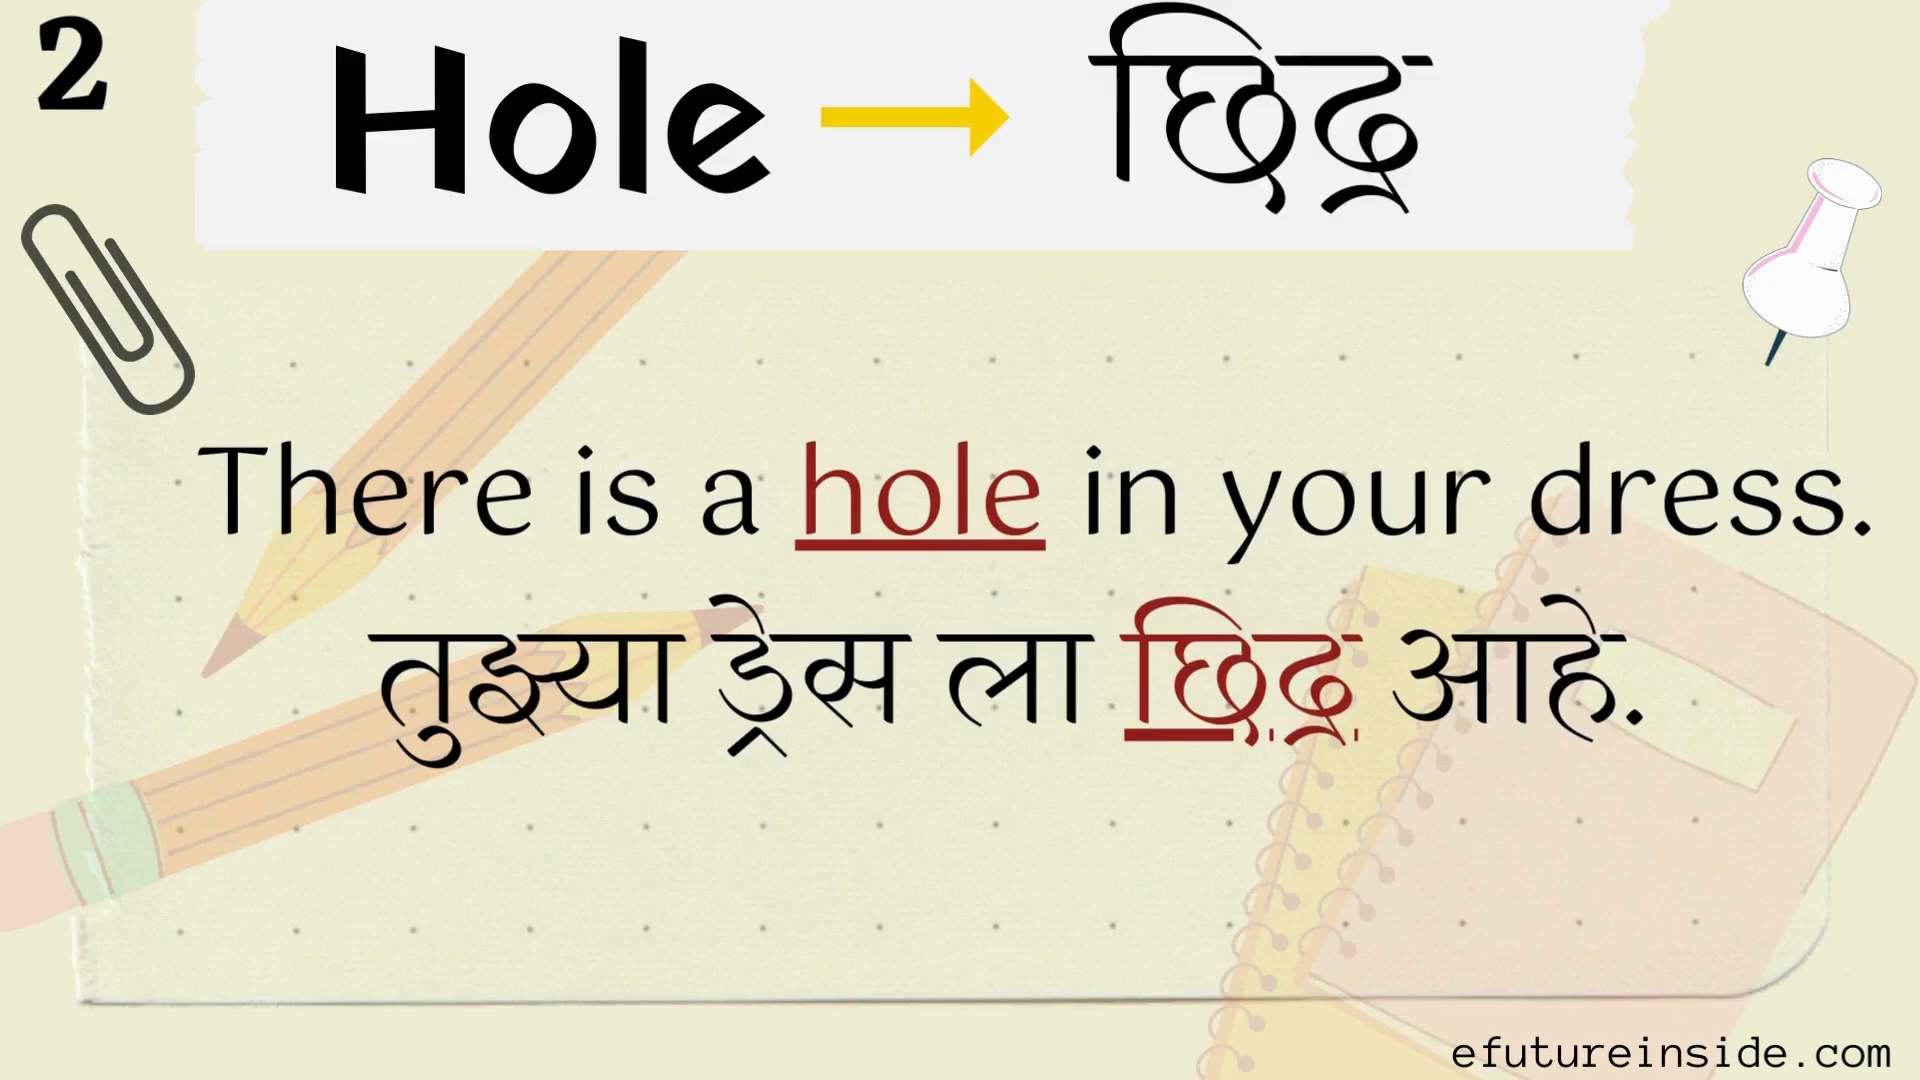 2
Hole → छिद्र
There is a hole in your dress.
तुझ्या ड्रेस ला छिद्र आहे.
efutureinside.com